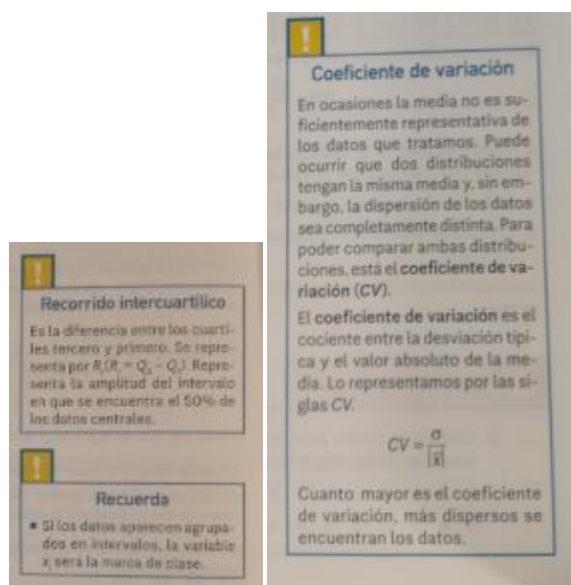 !
Recorrido intercuartílico
Es la diferencia entre los cuarti-
les tercero y primero. Se repre-
senta por Rᵢ(Rᵢ = Q₃ - Q₁). Repre-
senta la amplitud del intervalo
en que se encuentra el 50% de
los datos centrales.
!
Recuerda
▪ Si los datos aparecen agrupa-
dos en intervalos, la variable
xᵢ será la marca de clase.
!
Coeficiente de variación
En ocasiones la media no es su-
ficientemente representativa de
los datos que tratamos. Puede
ocurrir que dos distribuciones
tengan la misma media y, sin em-
bargo, la dispersión de los datos
sea completamente distinta. Para
poder comparar ambas distribu-
ciones, está el coeficiente de va-
riación (CV).
El coeficiente de variación es el
cociente entre la desviación típi-
ca y el valor absoluto de la me-
dia. Lo representamos por las si-
glas CV.
CV = σ / |x̄|
Cuanto mayor es el coeficiente
de variación, más dispersos se
encuentran los datos.